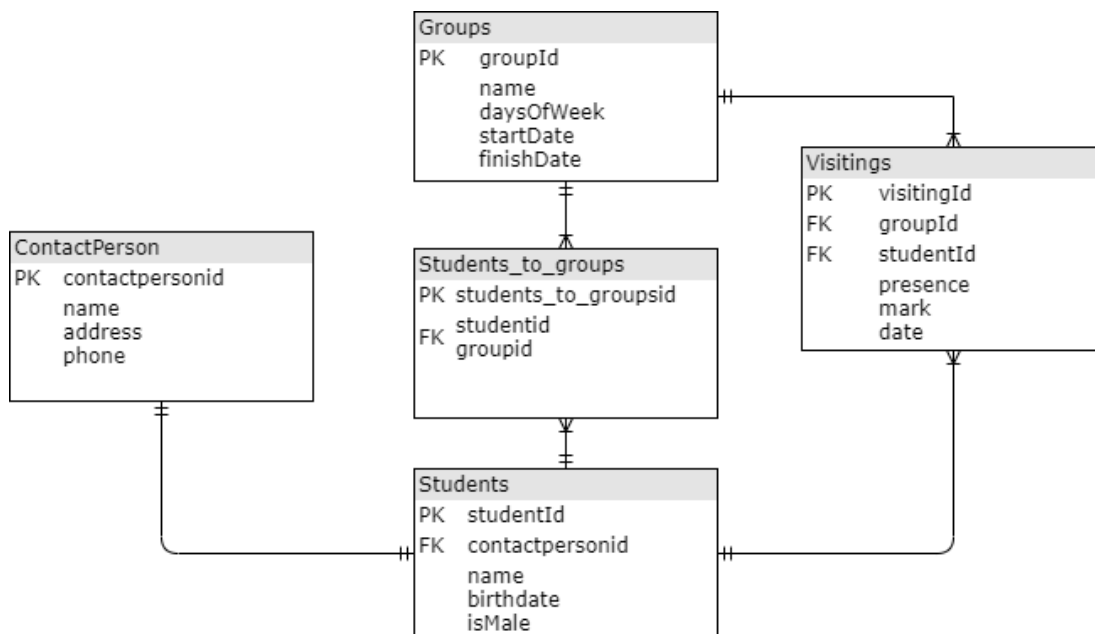 Groups
PK groupId
name
daysOfWeek
startDate
finishDate
Visitings
PK visitingId
FK groupId
FK studentId
presence
mark
date
ContactPerson
PK contactpersonid
name
address
phone
Students_to_groups
PK students_to_groupsid
FK studentid
groupid
Students
PK studentId
FK contactpersonid
name
birthdate
isMale